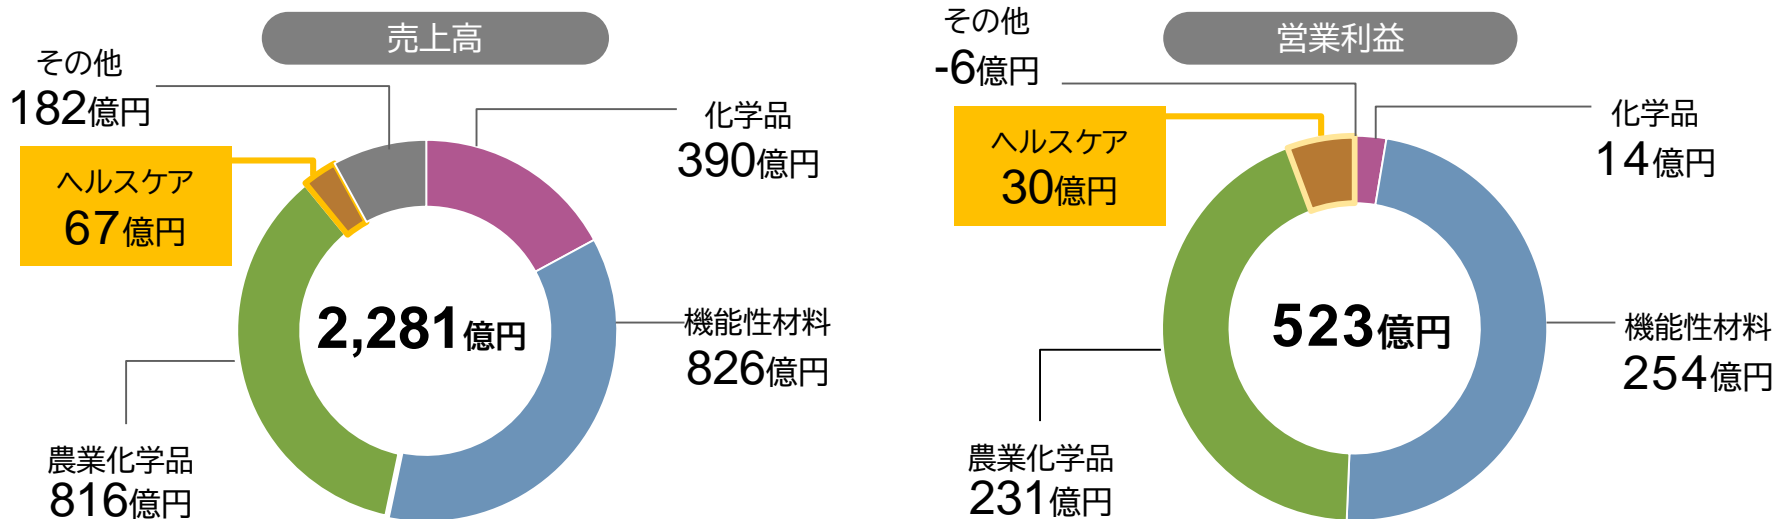 売上高
その他
182億円
ヘルスケア
67億円
化学品
390億円
2,281億円
機能性材料
826億円
農業化学品
816億円
営業利益
その他
-6億円
ヘルスケア
30億円
化学品
14億円
523億円
機能性材料
254億円
農業化学品
231億円